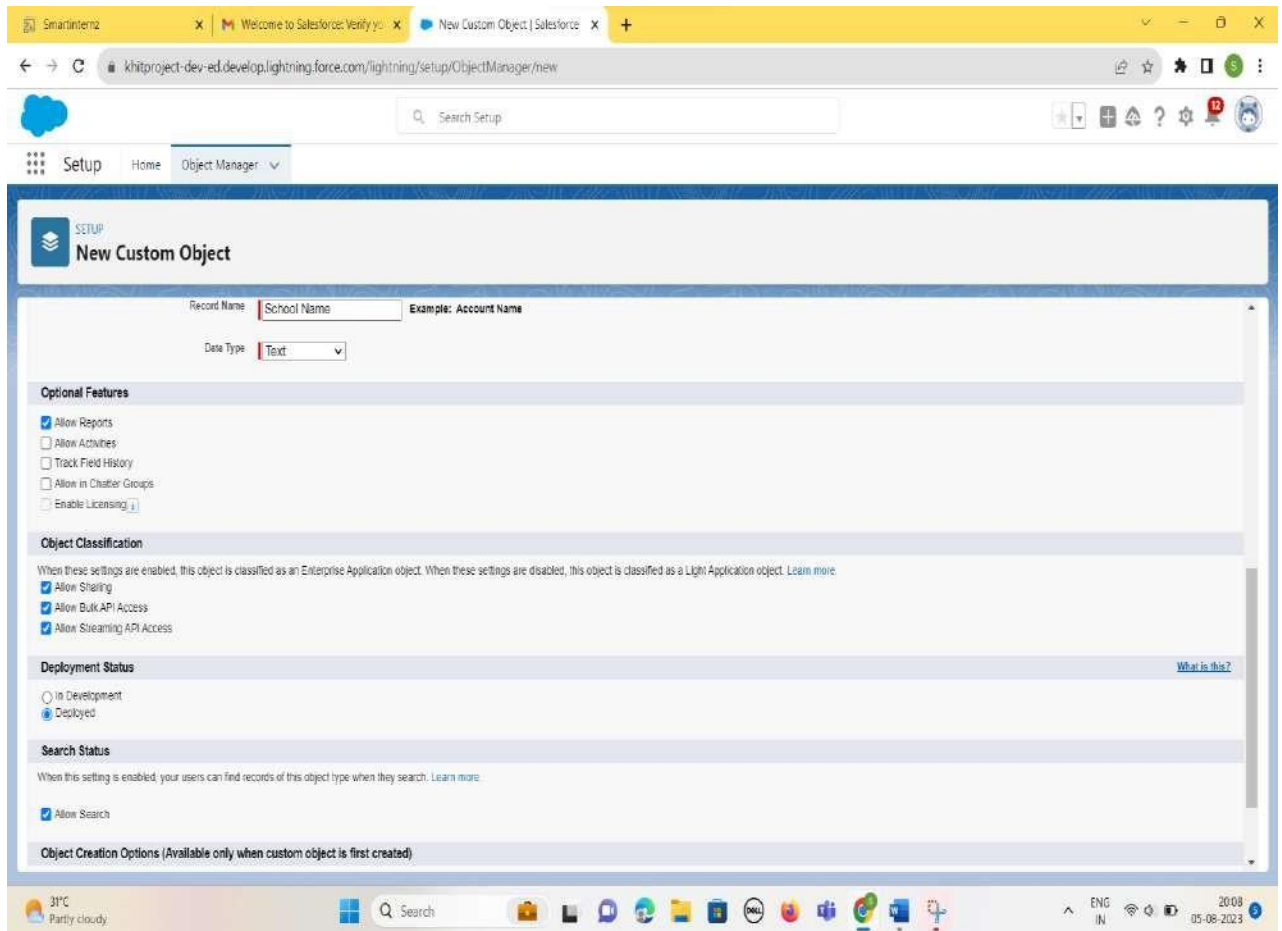 Smartinternz
Welcome to Salesforce: Verify yo
New Custom Object | Salesforce
khitproject-dev-ed.develop.lightning.force.com/lightning/setup/ObjectManager/new
S
Search Setup
12
Setup Home Object Manager
SETUP
New Custom Object
Record Name School Name Example: Account Name
Data Type Text
Optional Features
Allow Reports
Allow Activities
Track Field History
Allow in Chatter Groups
Enable Licensing i
Object Classification
When these settings are enabled, this object is classified as an Enterprise Application object. When these settings are disabled, this object is classified as a Light Application object. Learn more.
Allow Sharing
Allow Bulk API Access
Allow Streaming API Access
Deployment Status What is this?
In Development
Deployed
Search Status
When this setting is enabled, your users can find records of this object type when they search. Learn more.
Allow Search
Object Creation Options (Available only when custom object is first created)
31°C
Partly cloudy
Search
DELL
ENG
IN
20:08
05-08-2023
5